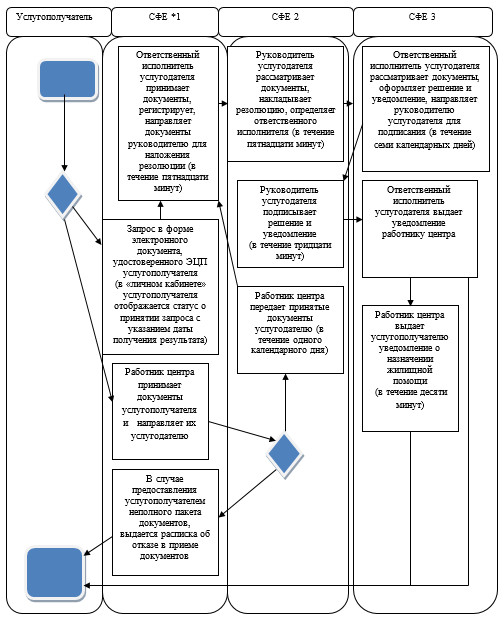 Услугополучатель
СФЕ *1
СФЕ 2
СФЕ 3
Ответственный
исполнитель
услугодателя
принимает
документы,
регистрирует,
направляет
документы
руководителю для
наложения
резолюции (в
течение пятнадцати
минут)
Руководитель
услугодателя
рассматривает
документы,
накладывает
резолюцию, определяет
ответственного
исполнителя (в течение
пятнадцати минут)
Ответственный
исполнитель услугодателя
рассматривает документы,
оформляет решение и
уведомление, направляет
руководителю
услугодателя для
подписания (в течение
семи календарных дней)
Руководитель
услугодателя
подписывает
решение и
уведомление
(в течение тридцати
минут)
Ответственный
исполнитель
услугодателя выдает
уведомление
работнику центра
Запрос в форме
электронного
документа,
удостоверенного ЭЦП
услугополучателя
(в «личном кабинете»
услугополучателя
отображается статус о
принятии запроса с
указанием даты
получения результата)
Работник центра
передает принятые
документы
услугодателю (в
течение одного
календарного дня)
Работник центра
выдает
услугополучателю
уведомление о
назначении
жилищной
помощи
(в течение десяти
минут)
Работник центра
принимает
документы
услугополучателя
и направляет их
услугодателю
В случае
предоставления
услугополучателем
неполного пакета
документов,
выдается расписка об
отказе в приеме
документов